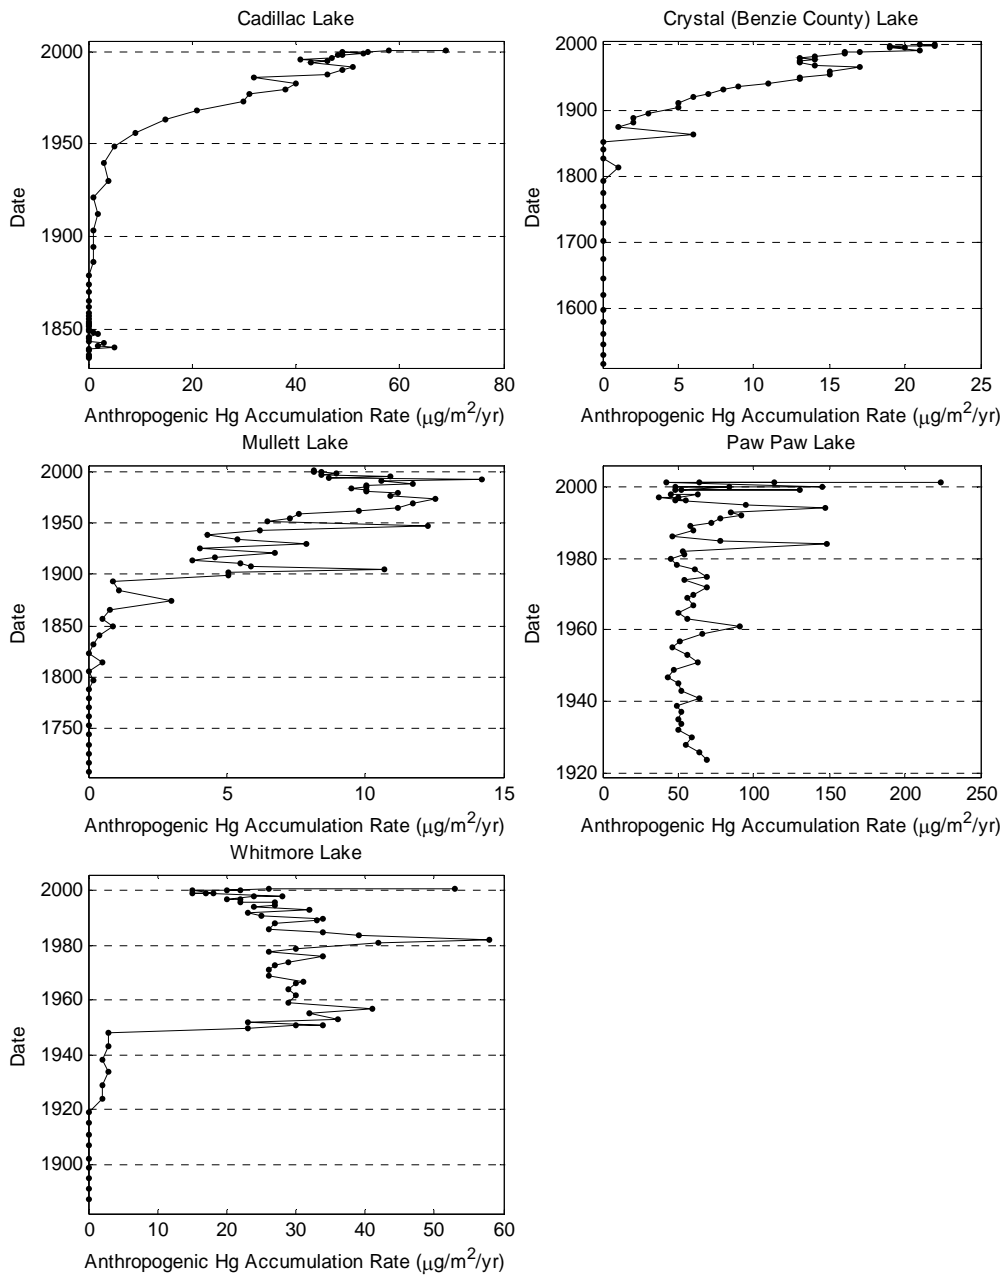 Cadillac Lake
2000
1950
1900
1850
Date
0 20 40 60 80
Anthropogenic Hg Accumulation Rate (μg/m²/yr)
Crystal (Benzie County) Lake
2000
1900
1800
1700
1600
Date
0 5 10 15 20 25
Anthropogenic Hg Accumulation Rate (μg/m²/yr)
Mullett Lake
2000
1950
1900
1850
1800
1750
Date
0 5 10 15
Anthropogenic Hg Accumulation Rate (μg/m²/yr)
Paw Paw Lake
2000
1980
1960
1940
1920
Date
0 50 100 150 200 250
Anthropogenic Hg Accumulation Rate (μg/m²/yr)
Whitmore Lake
2000
1980
1960
1940
1920
1900
Date
0 10 20 30 40 50 60
Anthropogenic Hg Accumulation Rate (μg/m²/yr)